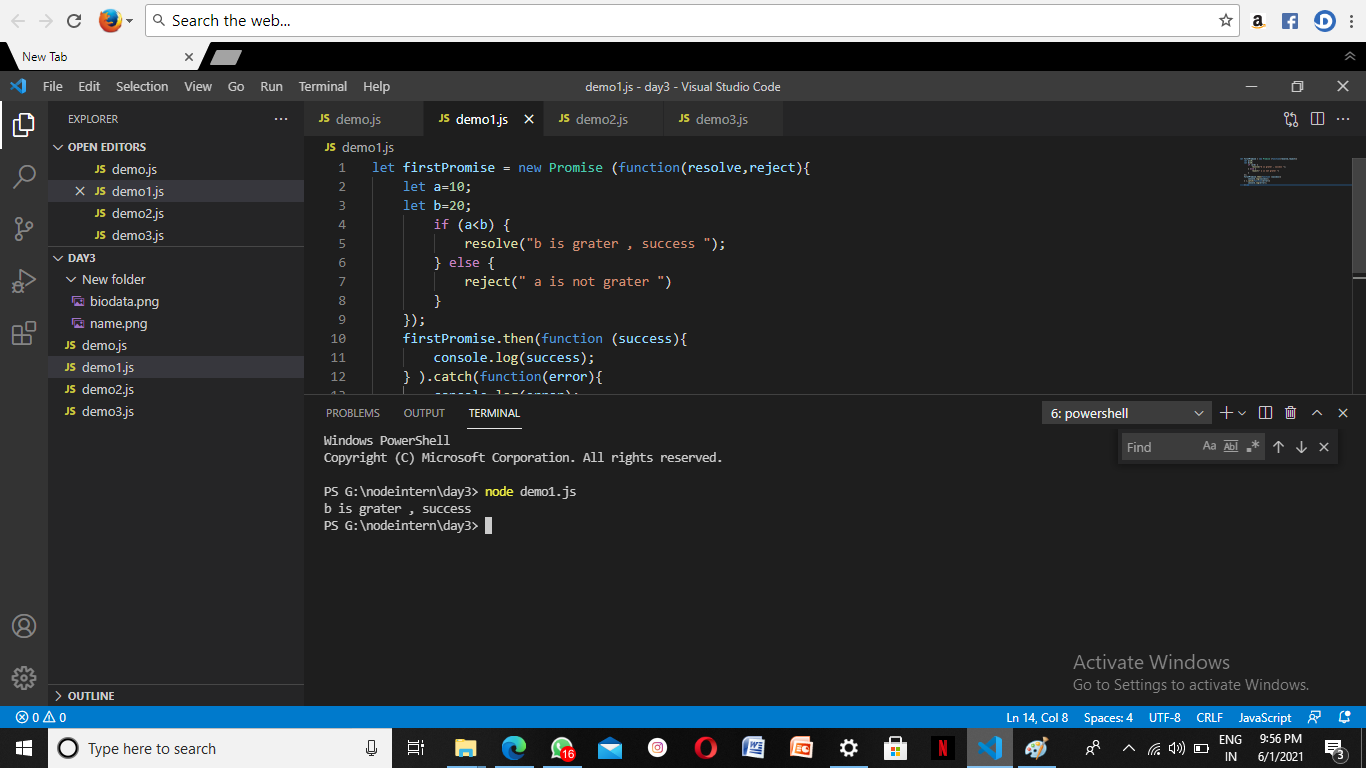 Search the web...
New Tab
File Edit Selection View Go Run Terminal Help
demo1.js - day3 - Visual Studio Code
EXPLORER
OPEN EDITORS
JS demo.js
JS demo1.js
JS demo2.js
JS demo3.js
DAY3
New folder
biodata.png
name.png
JS demo.js
JS demo1.js
JS demo2.js
JS demo3.js
OUTLINE
JS demo.js JS demo1.js JS demo2.js JS demo3.js
JS demo1.js
1 let firstPromise = new Promise (function(resolve,reject){
2 let a=10;
3 let b=20;
4 if (a<b) {
5 resolve("b is grater , success ");
6 } else {
7 reject(" a is not grater ")
8 }
9 });
10 firstPromise.then(function (success){
11 console.log(success);
12 } ).catch(function(error){
13 console.log(error);
PROBLEMS OUTPUT TERMINAL
6: powershell
Find Aa Abl .*
Windows PowerShell
Copyright (C) Microsoft Corporation. All rights reserved.
PS G:\nodeintern\day3> node demo1.js
b is grater , success
PS G:\nodeintern\day3>
Activate Windows
Go to Settings to activate Windows.
0 0
Ln 14, Col 8 Spaces: 4 UTF-8 CRLF JavaScript
Type here to search
16
ENG
IN
9:56 PM
6/1/2021
3